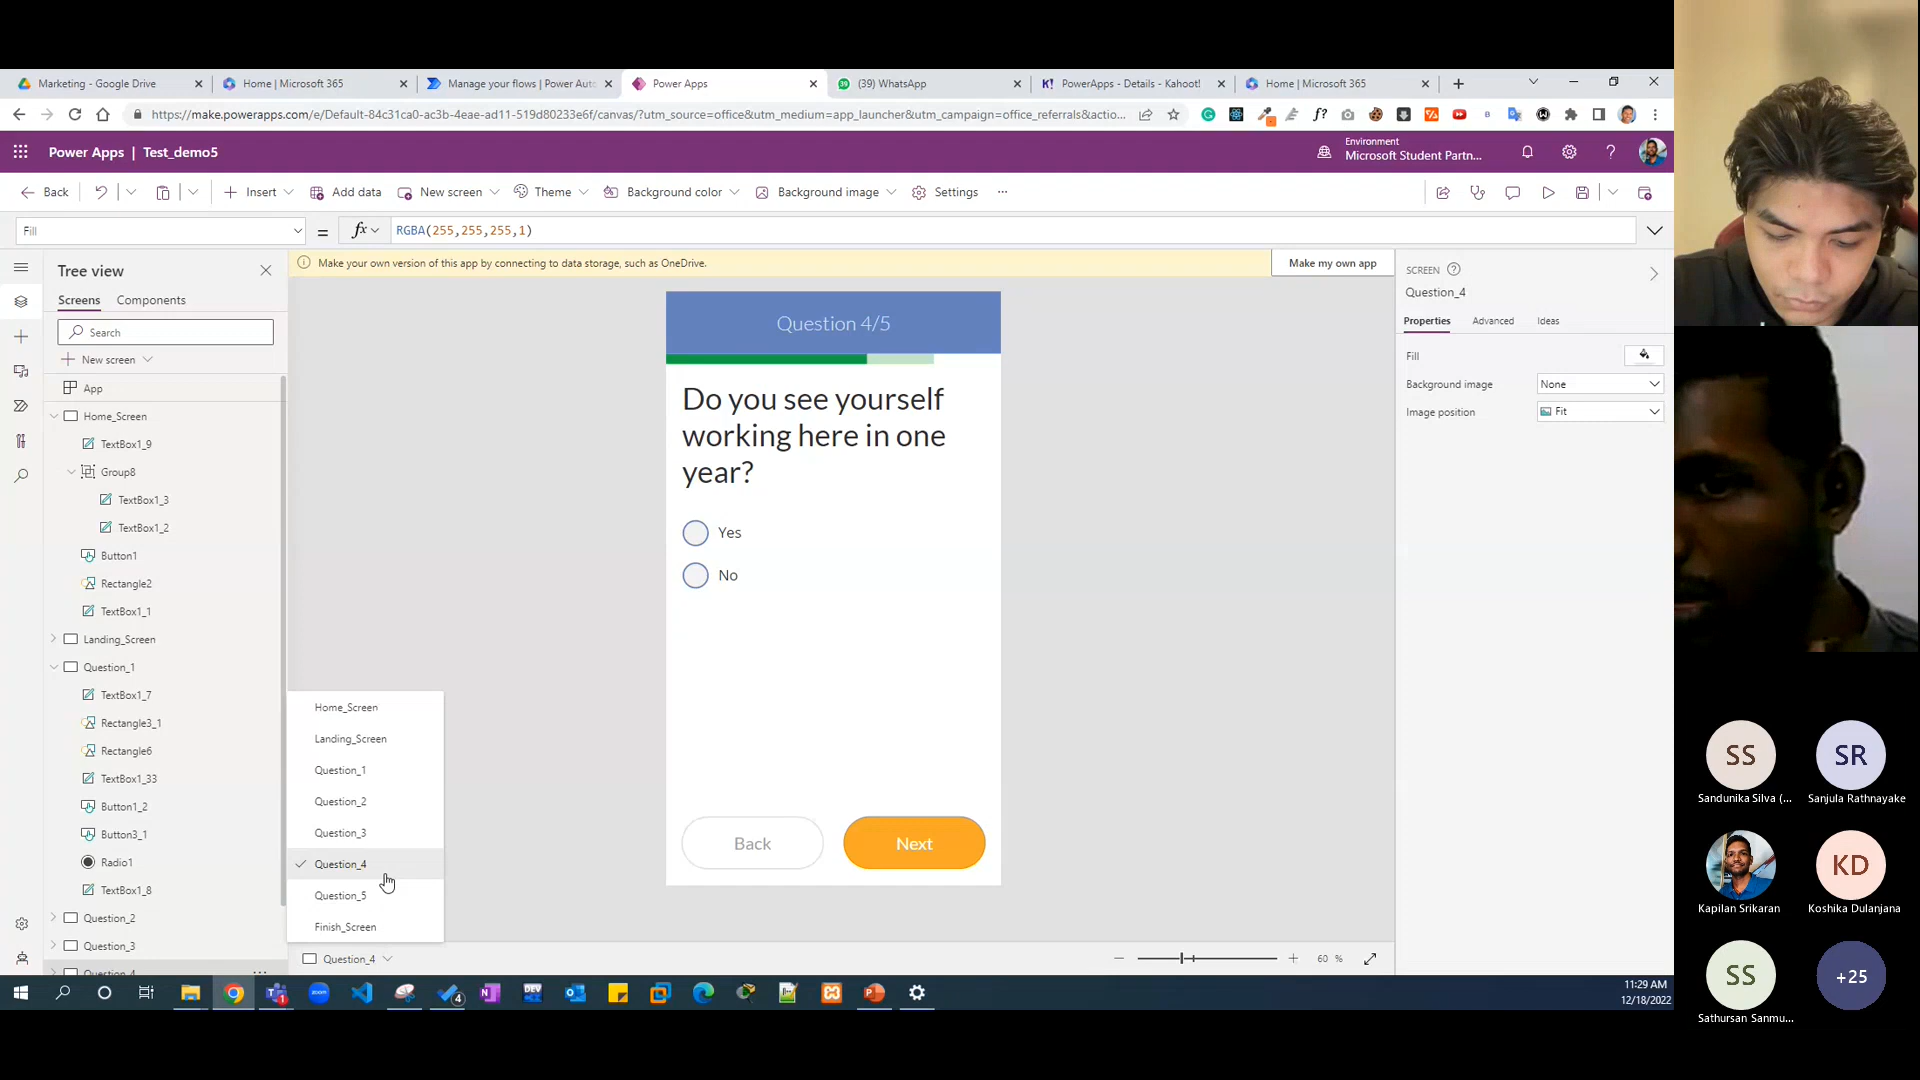 Marketing - Google Drive
Home | Microsoft 365
Manage your flows | Power Aut
Power Apps
(39) WhatsApp
PowerApps - Details - Kahoot!
Home | Microsoft 365
https://make.powerapps.com/e/Default-84c31ca0-ac3b-4eae-ad11-519d80233e6f/canvas/?utm_source=office&utm_medium=app_launcher&utm_campaign=office_referrals&actio...
Power Apps | Test_demo5
Environment
Microsoft Student Partn...
Back
Insert
Add data
New screen
Theme
Background color
Background image
Settings
Fill
=
fx
RGBA(255,255,255,1)
Make your own version of this app by connecting to data storage, such as OneDrive.
Make my own app
Tree view
Screens
Components
Search
New screen
App
Home_Screen
TextBox1_9
Group8
TextBox1_3
TextBox1_2
Button1
Rectangle2
TextBox1_1
Landing_Screen
Question_1
TextBox1_7
Rectangle3_1
Rectangle6
TextBox1_33
Button1_2
Button3_1
Radio1
TextBox1_8
Question_2
Question_3
Question_4
Home_Screen
Landing_Screen
Question_1
Question_2
Question_3
Question_4
Question_5
Finish_Screen
Question_4
Question 4/5
Do you see yourself
working here in one
year?
Yes
No
Back
Next
60 %
SCREEN
Question_4
Properties
Advanced
Ideas
Fill
Background image
None
Image position
Fit
11:29 AM
12/18/2022
SS
Sandunika Silva (...
SR
Sanjula Rathnayake
Kapilan Srikaran
KD
Koshika Dulanjana
SS
Sathursan Sanmu...
+25